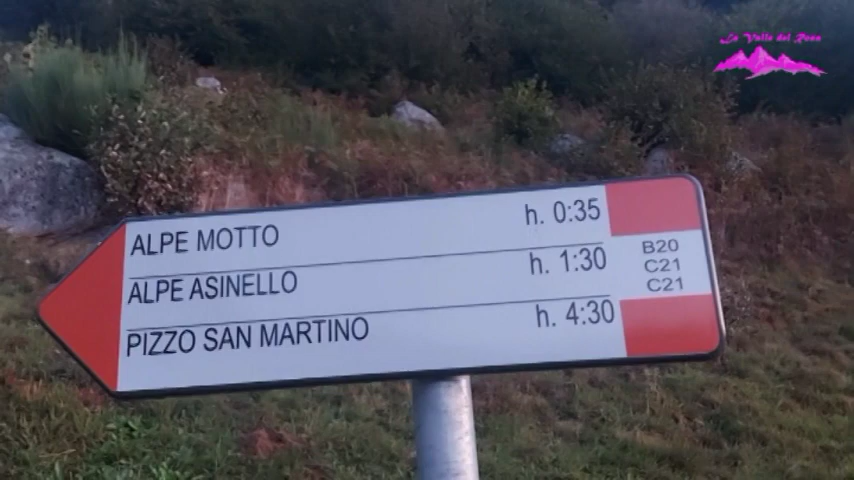 La Valle del Rosa
ALPE MOTTO h. 0:35
ALPE ASINELLO h. 1:30
PIZZO SAN MARTINO h. 4:30
B20
C21
C21